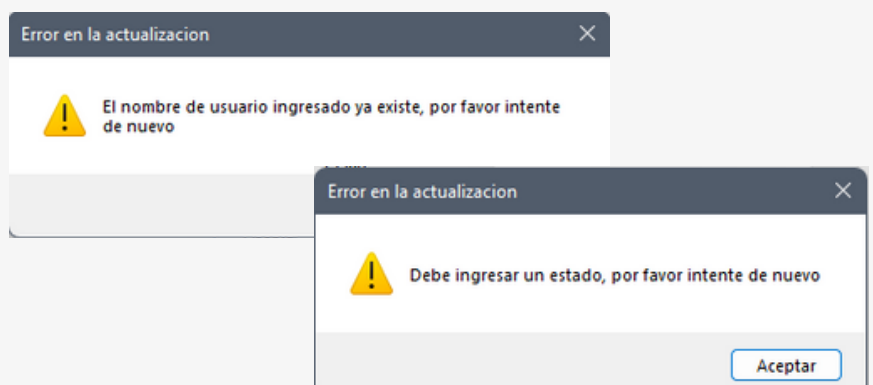 Error en la actualizacion
El nombre de usuario ingresado ya existe, por favor intente
de nuevo
Error en la actualizacion
Debe ingresar un estado, por favor intente de nuevo
Aceptar